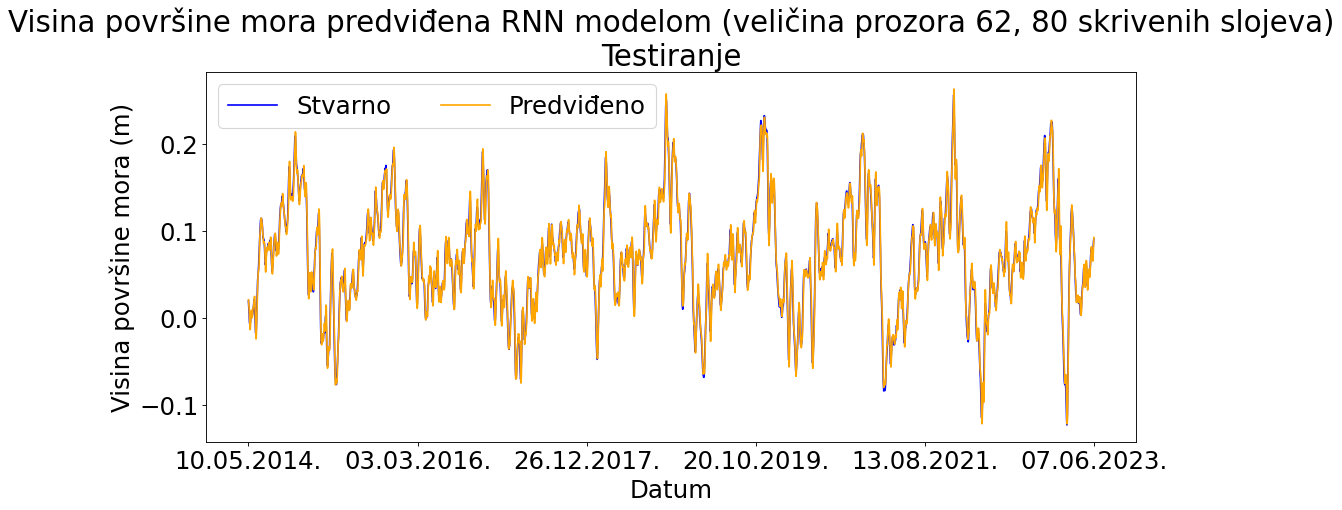 Visina površine mora predviđena RNN modelom (veličina prozora 62, 80 skrivenih slojeva)
Testiranje
Stvarno
Predviđeno
Visina površine mora (m)
0.2
0.1
0.0
−0.1
10.05.2014. 03.03.2016. 26.12.2017. 20.10.2019. 13.08.2021. 07.06.2023.
Datum